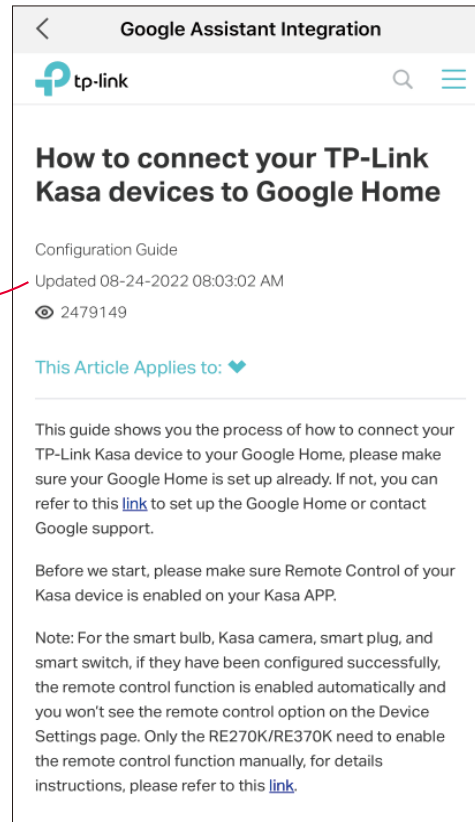 Google Assistant Integration
tp-link
How to connect your TP-Link
Kasa devices to Google Home
Configuration Guide
Updated 08-24-2022 08:03:02 AM
2479149
This Article Applies to:
This guide shows you the process of how to connect your
TP-Link Kasa device to your Google Home, please make
sure your Google Home is set up already. If not, you can
refer to this link to set up the Google Home or contact
Google support.
Before we start, please make sure Remote Control of your
Kasa device is enabled on your Kasa APP.
Note: For the smart bulb, Kasa camera, smart plug, and
smart switch, if they have been configured successfully,
the remote control function is enabled automatically and
you won't see the remote control option on the Device
Settings page. Only the RE270K/RE370K need to enable
the remote control function manually, for details
instructions, please refer to this link.